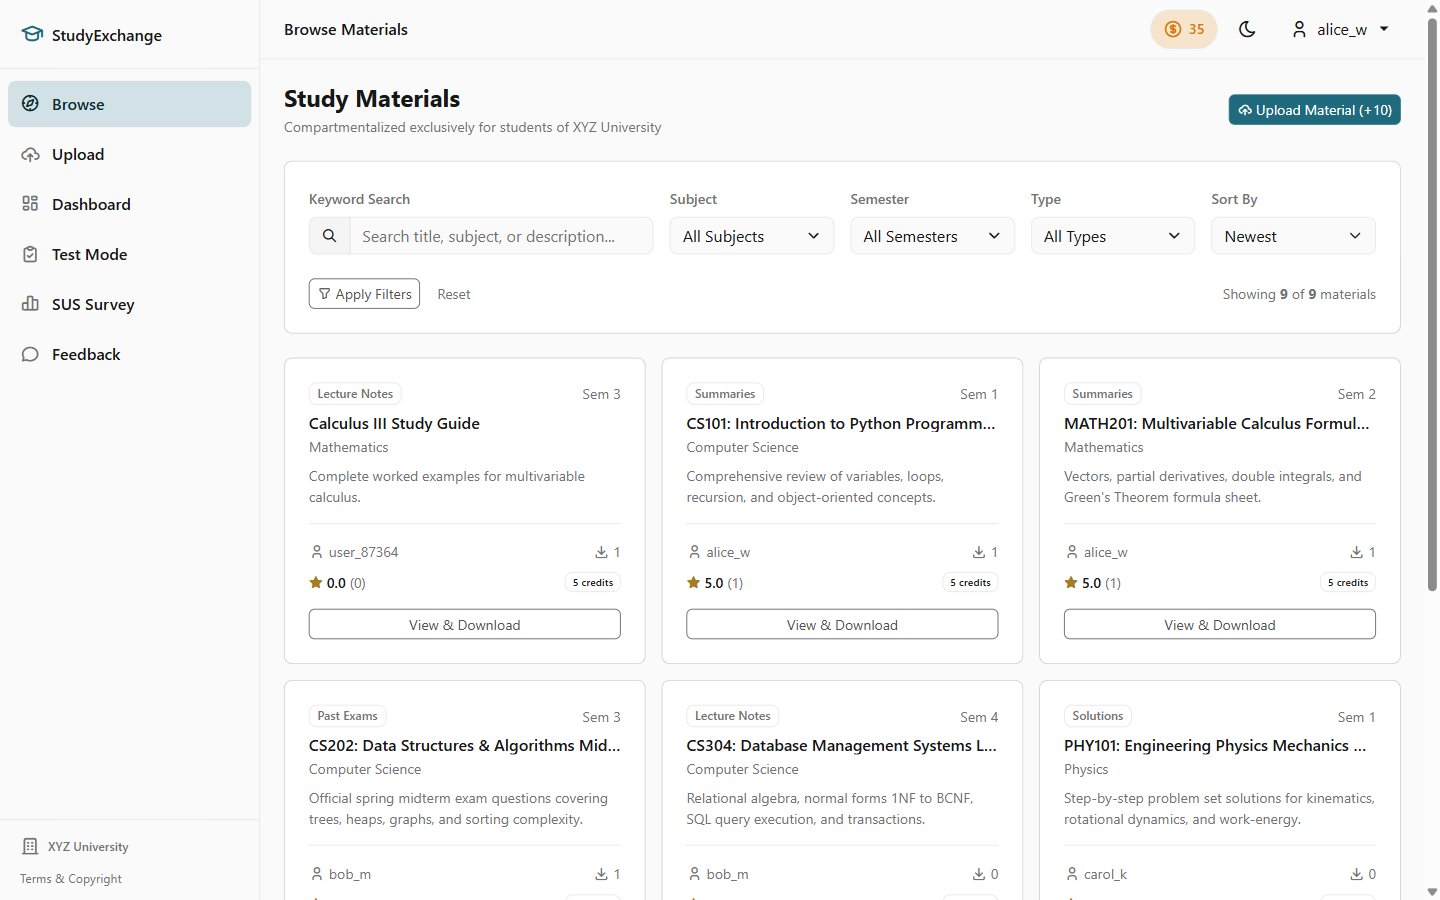 StudyExchange
Browse
Upload
Dashboard
Test Mode
SUS Survey
Feedback
XYZ University
Terms & Copyright
Browse Materials
35
alice_w
Study Materials
Compartmentalized exclusively for students of XYZ University
Upload Material (+10)
Keyword Search
Search title, subject, or description...
Subject
All Subjects
Semester
All Semesters
Type
All Types
Sort By
Newest
Apply Filters
Reset
Showing 9 of 9 materials
Lecture Notes
Sem 3
Calculus III Study Guide
Mathematics
Complete worked examples for multivariable
calculus.
user_87364
1
0.0 (0)
5 credits
View & Download
Summaries
Sem 1
CS101: Introduction to Python Programm...
Computer Science
Comprehensive review of variables, loops,
recursion, and object-oriented concepts.
alice_w
1
5.0 (1)
5 credits
View & Download
Summaries
Sem 2
MATH201: Multivariable Calculus Formul...
Mathematics
Vectors, partial derivatives, double integrals, and
Green's Theorem formula sheet.
alice_w
1
5.0 (1)
5 credits
View & Download
Past Exams
Sem 3
CS202: Data Structures & Algorithms Mid...
Computer Science
Official spring midterm exam questions covering
trees, heaps, graphs, and sorting complexity.
bob_m
1
Lecture Notes
Sem 4
CS304: Database Management Systems L...
Computer Science
Relational algebra, normal forms 1NF to BCNF,
SQL query execution, and transactions.
bob_m
0
Solutions
Sem 1
PHY101: Engineering Physics Mechanics ...
Physics
Step-by-step problem set solutions for kinematics,
rotational dynamics, and work-energy.
carol_k
0